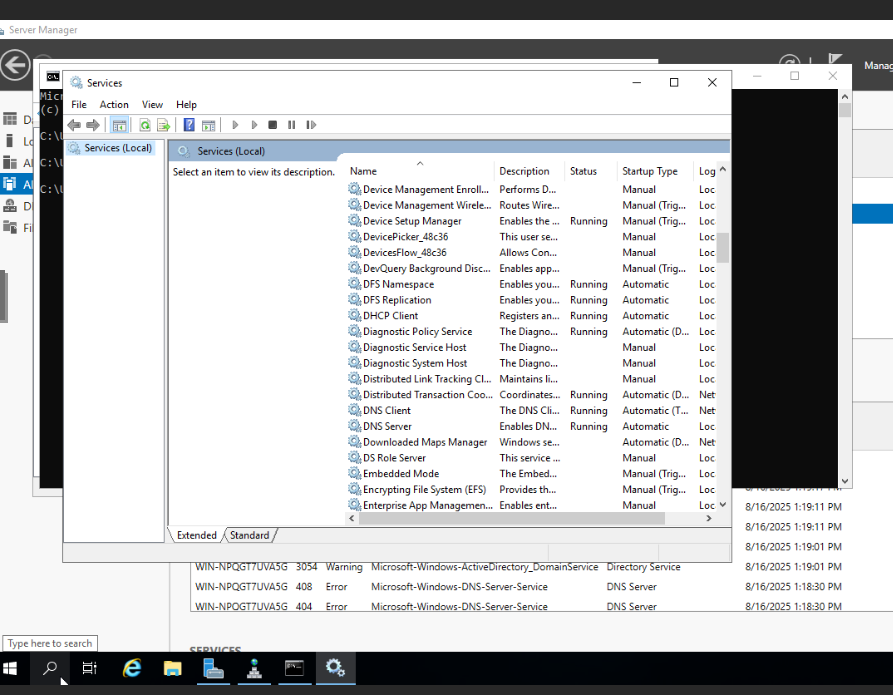 Server Manager
Manag
Services
File Action View Help
Services (Local)
Services (Local)
Select an item to view its description.
Name Description Status Startup Type Log
Device Management Enroll... Performs D... Manual Loc
Device Management Wirele... Routes Wire... Manual (Trig... Loc
Device Setup Manager Enables the ... Running Manual (Trig... Loc
DevicePicker_48c36 This user se... Manual Loc
DevicesFlow_48c36 Allows Con... Manual Loc
DevQuery Background Disc... Enables app... Manual (Trig... Loc
DFS Namespace Enables you... Running Automatic Loc
DFS Replication Enables you... Running Automatic Loc
DHCP Client Registers an... Running Automatic Loc
Diagnostic Policy Service The Diagno... Running Automatic (D... Loc
Diagnostic Service Host The Diagno... Manual Loc
Diagnostic System Host The Diagno... Manual Loc
Distributed Link Tracking Cl... Maintains li... Manual Loc
Distributed Transaction Coo... Coordinates... Running Automatic (D... Net
DNS Client The DNS Cli... Running Automatic (T... Net
DNS Server Enables DN... Running Automatic Loc
Downloaded Maps Manager Windows se... Automatic (D... Net
DS Role Server This service ... Manual Loc
Embedded Mode The Embed... Manual (Trig... Loc
Encrypting File System (EFS) Provides th... Manual (Trig... Loc
Enterprise App Managemen... Enables ent... Manual Loc
Extended Standard
8/16/2025 1:19:11 PM
8/16/2025 1:19:11 PM
8/16/2025 1:19:11 PM
8/16/2025 1:19:01 PM
WIN-NPQGT7UVA5G 3054 Warning Microsoft-Windows-ActiveDirectory_DomainService Directory Service 8/16/2025 1:19:01 PM
WIN-NPQGT7UVA5G 408 Error Microsoft-Windows-DNS-Server-Service DNS Server 8/16/2025 1:18:30 PM
WIN-NPQGT7UVA5G 404 Error Microsoft-Windows-DNS-Server-Service DNS Server 8/16/2025 1:18:30 PM
SERVICES
Type here to search